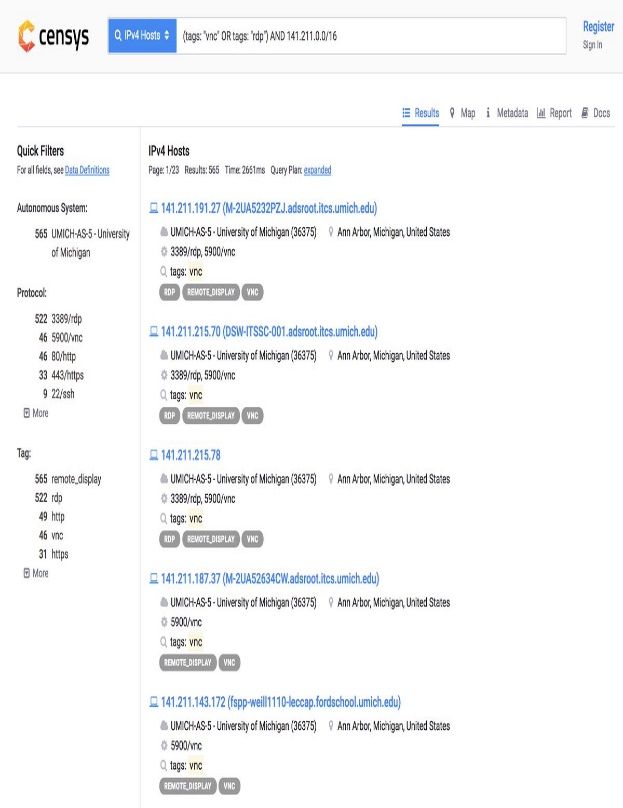 censys
IPv4 Hosts
(tags: "vnc" OR tags: "rdp") AND 141.211.0.0/16
Register
Sign In
Results Map Metadata Report Docs
Quick Filters
For all fields, see Data Definitions
Autonomous System:
565 UMICH-AS-5 - University
of Michigan
Protocol:
522 3389/rdp
46 5900/vnc
46 80/http
33 443/https
9 22/ssh
More
Tag:
565 remote_display
522 rdp
49 http
46 vnc
31 https
More
IPv4 Hosts
Page: 1/23 Results: 565 Time: 2661ms Query Plan: expanded
141.211.191.27 (M-2UA5232PZJ.adsroot.itcs.umich.edu)
UMICH-AS-5 - University of Michigan (36375) Ann Arbor, Michigan, United States
3389/rdp, 5900/vnc
tags: vnc
RDP REMOTE_DISPLAY VNC
141.211.215.70 (DSW-ITSSC-001.adsroot.itcs.umich.edu)
UMICH-AS-5 - University of Michigan (36375) Ann Arbor, Michigan, United States
3389/rdp, 5900/vnc
tags: vnc
RDP REMOTE_DISPLAY VNC
141.211.215.78
UMICH-AS-5 - University of Michigan (36375) Ann Arbor, Michigan, United States
3389/rdp, 5900/vnc
tags: vnc
RDP REMOTE_DISPLAY VNC
141.211.187.37 (M-2UA52634CW.adsroot.itcs.umich.edu)
UMICH-AS-5 - University of Michigan (36375) Ann Arbor, Michigan, United States
5900/vnc
tags: vnc
REMOTE_DISPLAY VNC
141.211.143.172 (fspp-weill1110-leccap.fordschool.umich.edu)
UMICH-AS-5 - University of Michigan (36375) Ann Arbor, Michigan, United States
5900/vnc
tags: vnc
REMOTE_DISPLAY VNC